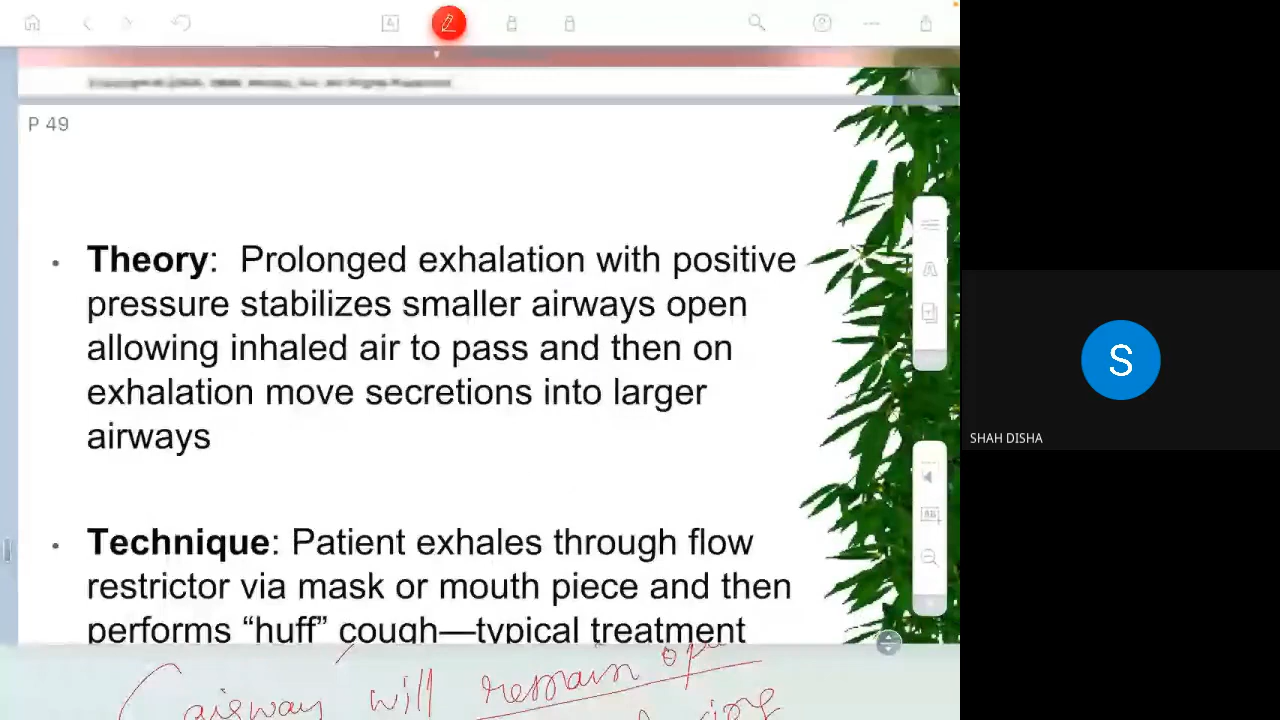 P 49
• Theory: Prolonged exhalation with positive
pressure stabilizes smaller airways open
allowing inhaled air to pass and then on
exhalation move secretions into larger
airways
• Technique: Patient exhales through flow
restrictor via mask or mouth piece and then
performs “huff” cough—typical treatment
airway will remain
S
SHAH DISHA